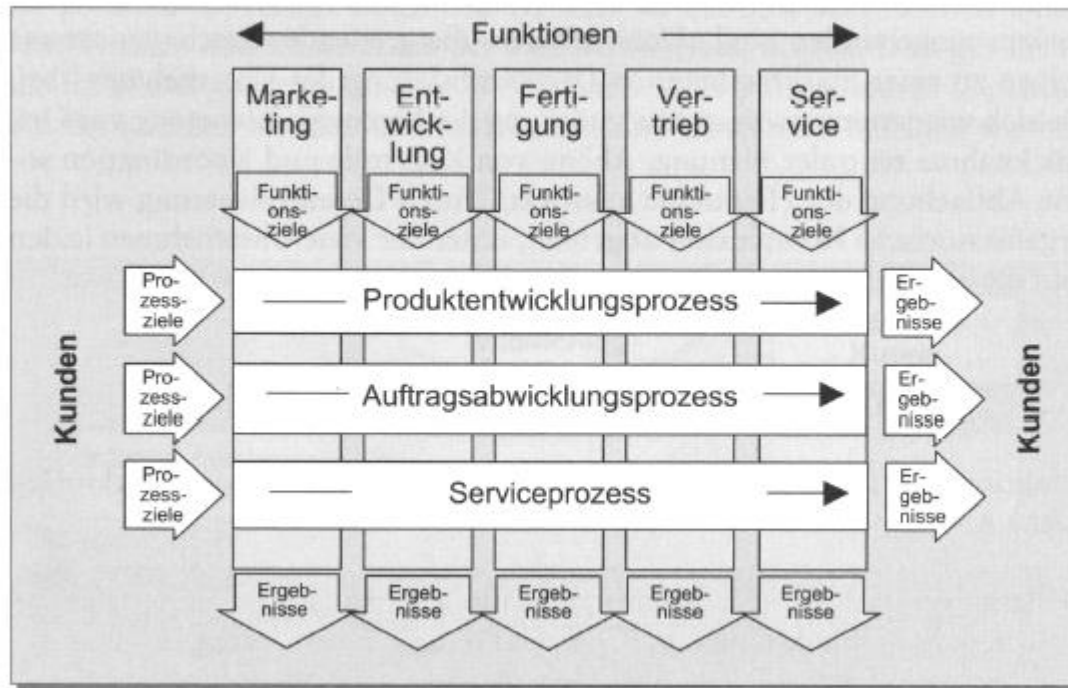 Funktionen
Marke-
ting
Ent-
wick-
lung
Ferti-
gung
Ver-
trieb
Ser-
vice
Funkti-
ons-
ziele
Funkti-
ons-
ziele
Funkti-
ons-
ziele
Funkti-
ons-
ziele
Funkti-
ons-
ziele
Kunden
Pro-
zess-
ziele
Produktentwicklungsprozess
Er-
geb-
nisse
Pro-
zess-
ziele
Auftragsabwicklungsprozess
Er-
geb-
nisse
Pro-
zess-
ziele
Serviceprozess
Er-
geb-
nisse
Kunden
Ergeb-
nisse
Ergeb-
nisse
Ergeb-
nisse
Ergeb-
nisse
Ergeb-
nisse